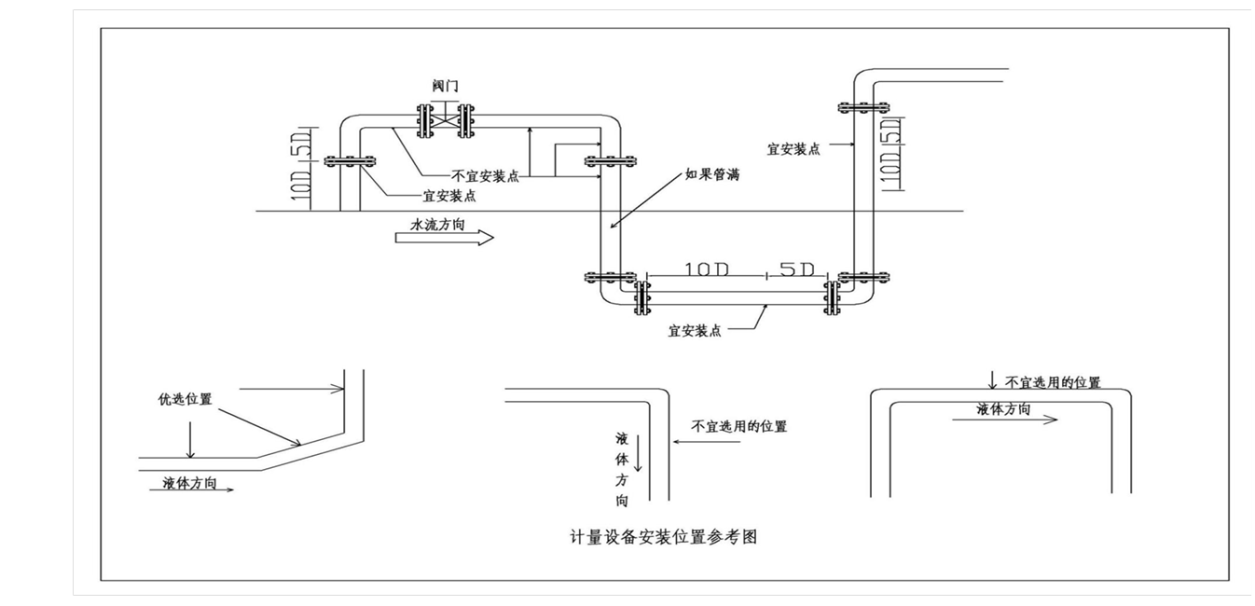 阀门
5D
10D
不宜安装点
宜安装点
水流方向
如果管满
宜安装点
5D
10D
10D
5D
宜安装点
优选位置
液体方向
液体方向
不宜选用的位置
不宜选用的位置
液体方向
计量设备安装位置参考图